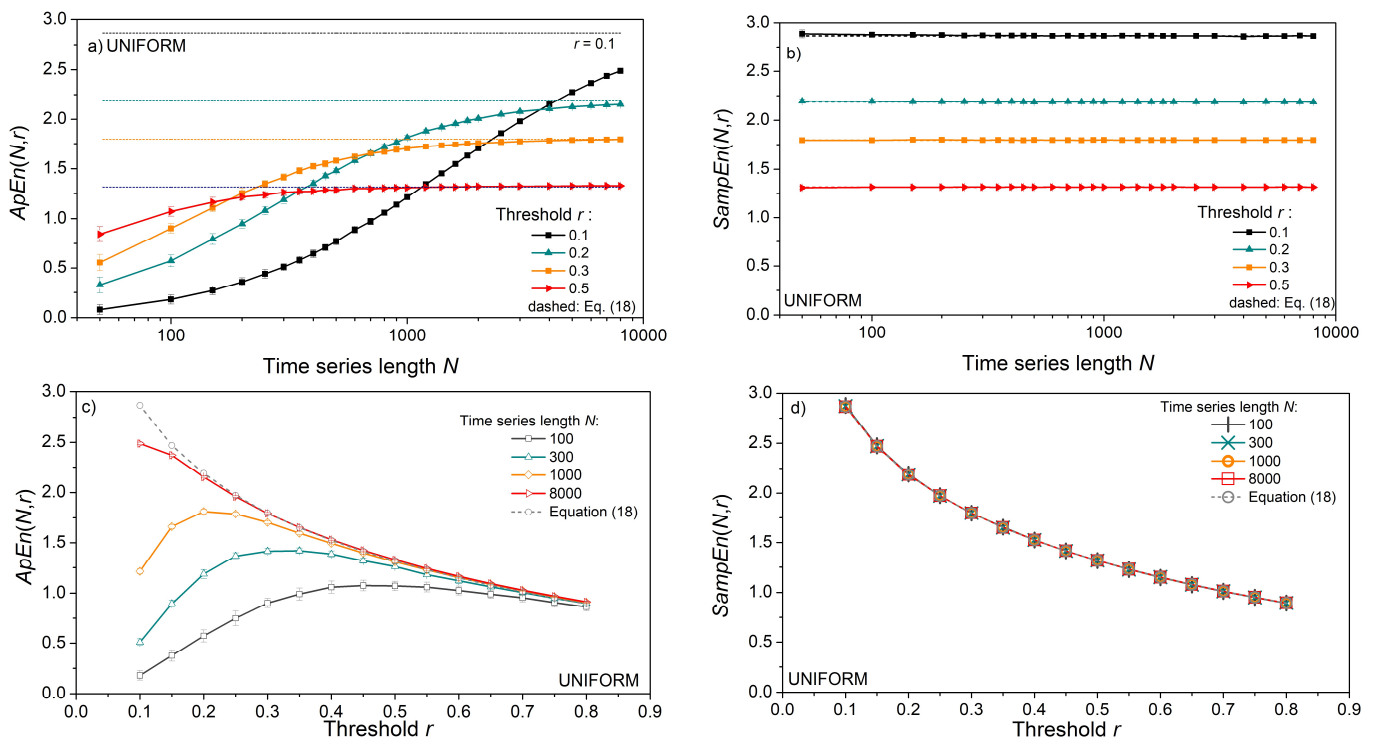 a) UNIFORM
r = 0.1
3.0
2.5
2.0
1.5
1.0
0.5
0.0
ApEn(N,r)
Threshold r :
0.1
0.2
0.3
0.5
dashed: Eq. (18)
100
1000
10000
Time series length N
b)
3.0
2.5
2.0
1.5
1.0
0.5
0.0
SampEn(N,r)
Threshold r :
0.1
0.2
0.3
0.5
dashed: Eq. (18)
UNIFORM
100
1000
10000
Time series length N
c)
3.0
2.5
2.0
1.5
1.0
0.5
0.0
ApEn(N,r)
Time series length N:
100
300
1000
8000
Equation (18)
UNIFORM
0.0
0.1
0.2
0.3
0.4
0.5
0.6
0.7
0.8
0.9
Threshold r
d)
3.0
2.5
2.0
1.5
1.0
0.5
0.0
SampEn(N,r)
Time series length N:
100
300
1000
8000
Equation (18)
UNIFORM
0.0
0.1
0.2
0.3
0.4
0.5
0.6
0.7
0.8
0.9
Threshold r